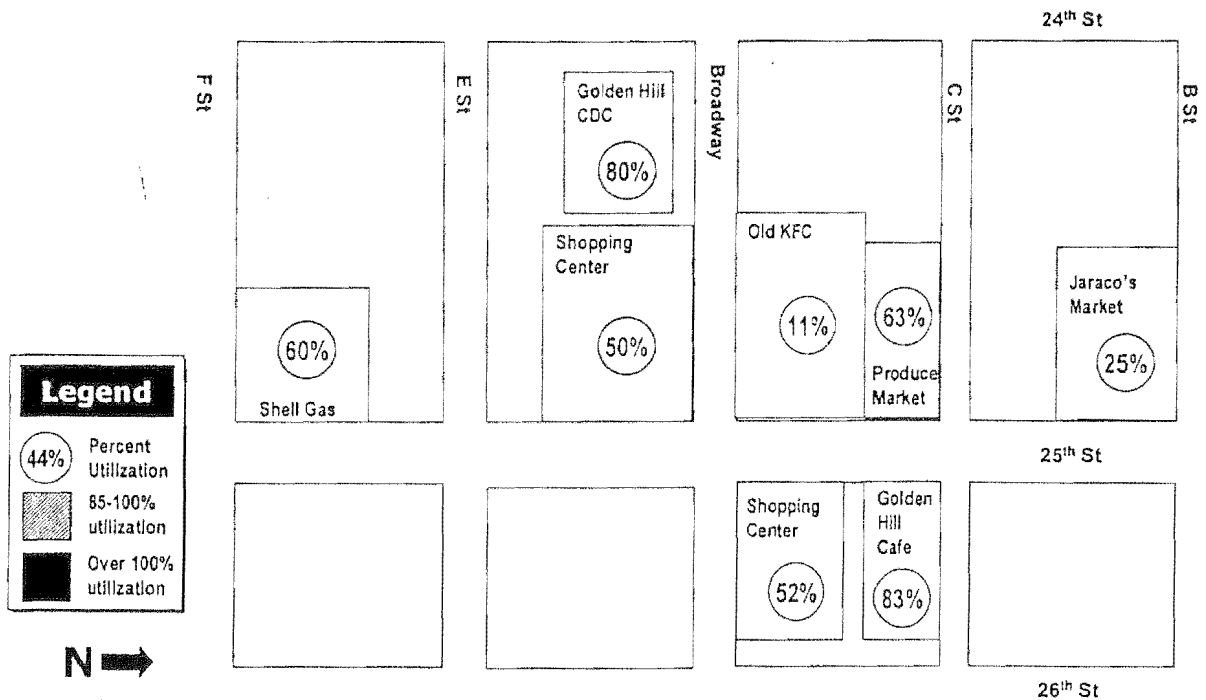 24th St
F St
E St
Broadway
C St
B St
Golden Hill
CDC
80%
Shopping
Center
50%
Old KFC
11%
63%
Produce
Market
Jaraco's
Market
25%
60%
Shell Gas
Legend
44%
Percent
Utilization
85-100%
utilization
Over 100%
utilization
25th St
Shopping
Center
52%
Golden
Hill
Cafe
83%
N
26th St